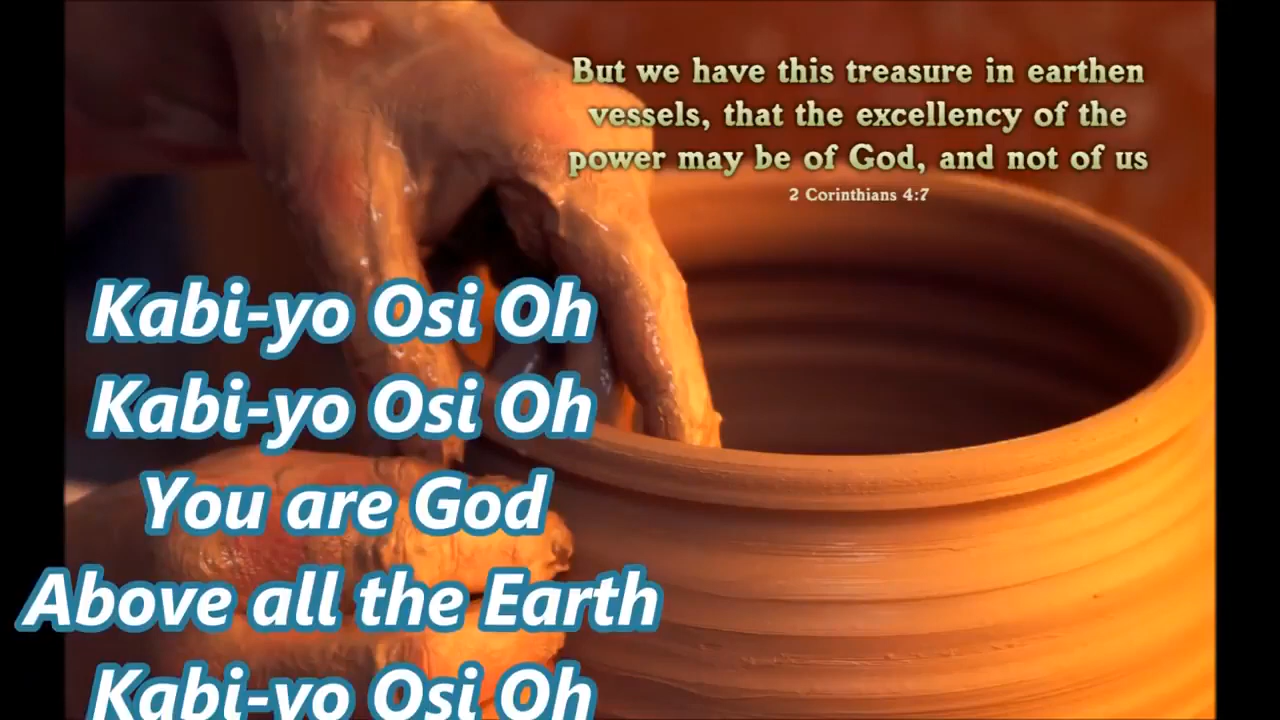 But we have this treasure in earthen
vessels, that the excellency of the
power may be of God, and not of us
2 Corinthians 4:7
Kabi-yo Osi Oh
Kabi-yo Osi Oh
You are God
Above all the Earth
Kabi-yo Osi Oh